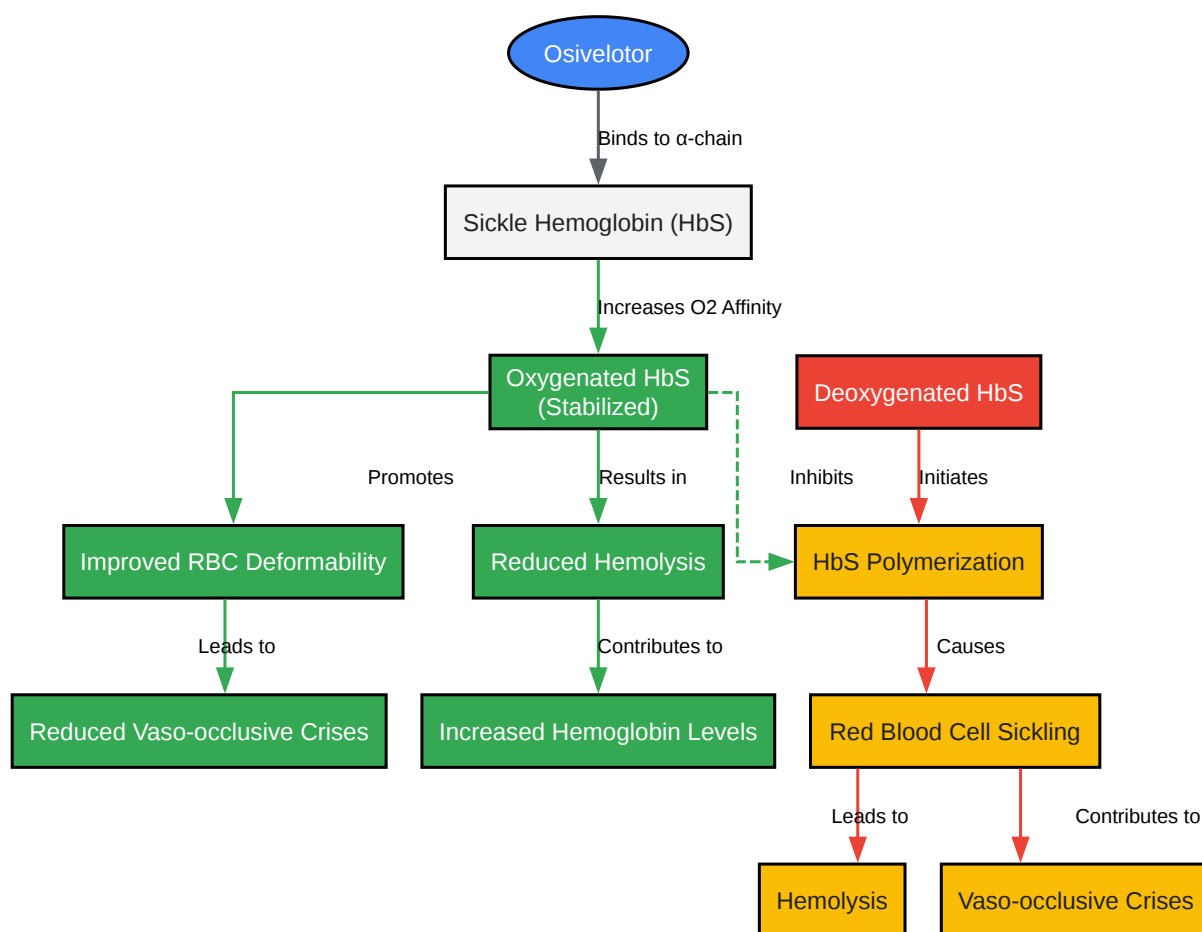 Osivelotor
Binds to α-chain
Sickle Hemoglobin (HbS)
Increases O2 Affinity
Oxygenated HbS
(Stabilized)
Deoxygenated HbS
Promotes
Results in
Inhibits
Initiates
Improved RBC Deformability
Reduced Hemolysis
HbS Polymerization
Leads to
Contributes to
Causes
Reduced Vaso-occlusive Crises
Increased Hemoglobin Levels
Red Blood Cell Sickling
Leads to
Contributes to
Hemolysis
Vaso-occlusive Crises